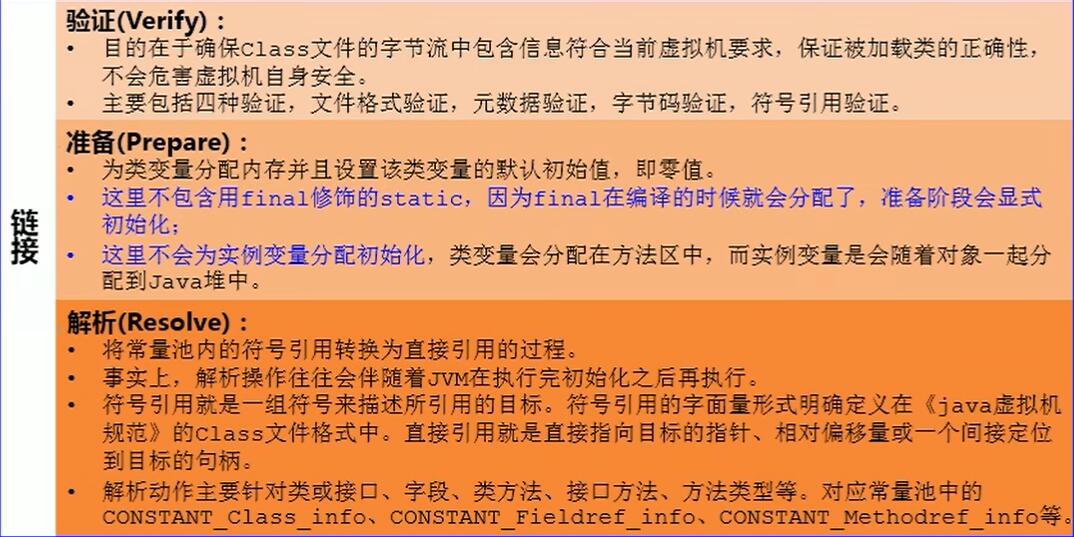 链接
验证(Verify)：
• 目的在于确保Class文件的字节流中包含信息符合当前虚拟机要求，保证被加载类的正确性，
不会危害虚拟机自身安全。
• 主要包括四种验证，文件格式验证，元数据验证，字节码验证，符号引用验证。
准备(Prepare)：
• 为类变量分配内存并且设置该类变量的默认初始值，即零值。
• 这里不包含用final修饰的static，因为final在编译的时候就会分配了，准备阶段会显式
初始化；
• 这里不会为实例变量分配初始化，类变量会分配在方法区中，而实例变量是会随着对象一起分
配到Java堆中。
解析(Resolve)：
• 将常量池内的符号引用转换为直接引用的过程。
• 事实上，解析操作往往会伴随着JVM在执行完初始化之后再执行。
• 符号引用就是一组符号来描述所引用的目标。符号引用的字面量形式明确定义在《java虚拟机
规范》的Class文件格式中。直接引用就是直接指向目标的指针、相对偏移量或一个间接定位
到目标的句柄。
• 解析动作主要针对类或接口、字段、类方法、接口方法、方法类型等。对应常量池中的
CONSTANT_Class_info、CONSTANT_Fieldref_info、CONSTANT_Methodref_info等。